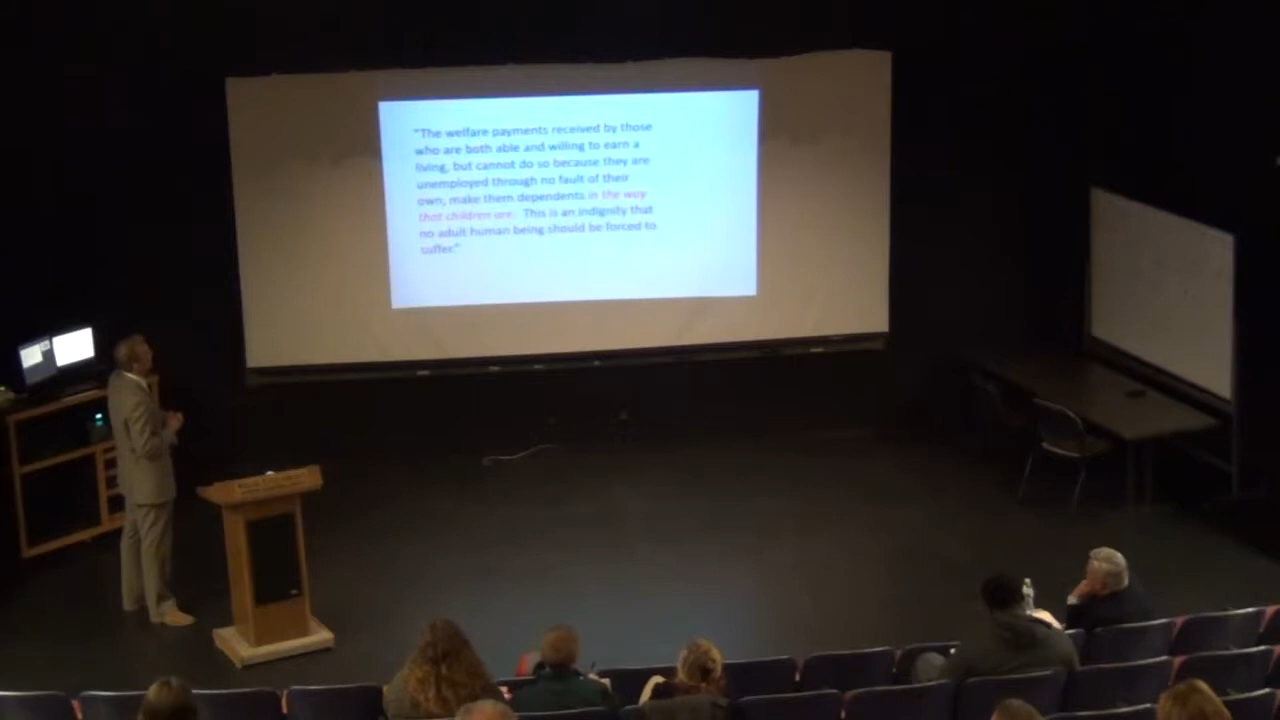 "The welfare payments received by those
who are both able and willing to earn a
living, but cannot do so because they are
unemployed through no fault of their
own, make them dependents in the way
that children are. This is an indignity that
no adult human being should be forced to
suffer."